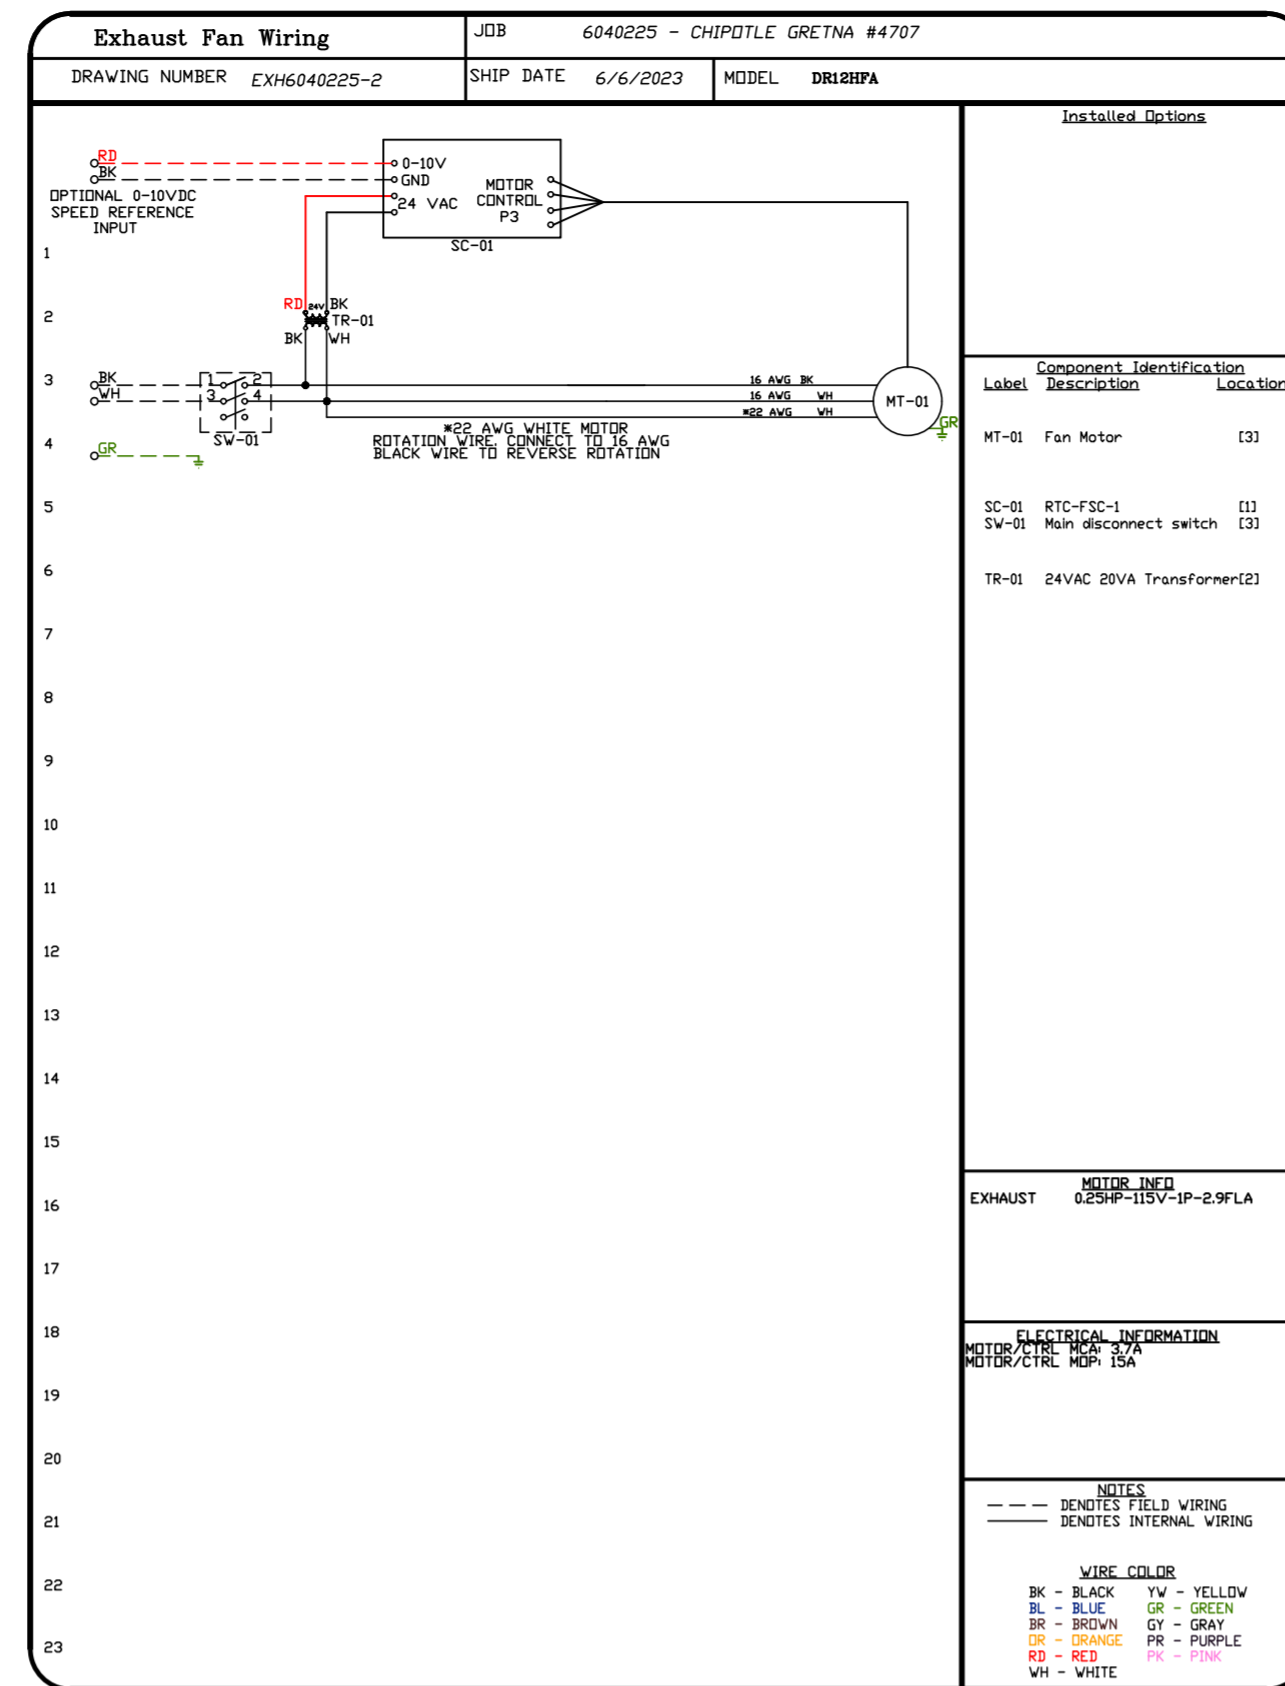 Exhaust Fan Wiring
JOB 6040225 - CHIPOTLE GRETNA #4707
DRAWING NUMBER EXH6040225-2
SHIP DATE 6/6/2023
MODEL DR12HFA
RD
BK
OPTIONAL 0-10VDC
SPEED REFERENCE
INPUT
0-10V
GND
24 VAC
MOTOR
CONTROL
P3
SC-01
RD 24V BK
TR-01
BK WH
BK
WH
1 2
3 4
SW-01
GR
16 AWG BK
16 AWG WH
*22 AWG WH
MT-01
GR
*22 AWG WHITE MOTOR
ROTATION WIRE. CONNECT TO 16 AWG
BLACK WIRE TO REVERSE ROTATION
1
2
3
4
5
6
7
8
9
10
11
12
13
14
15
16
17
18
19
20
21
22
23
Installed Options
Component Identification
Label Description Location
MT-01 Fan Motor [3]
SC-01 RTC-FSC-1 [1]
SW-01 Main disconnect switch [3]
TR-01 24VAC 20VA Transformer[2]
MOTOR INFO
EXHAUST 0.25HP-115V-1P-2.9FLA
ELECTRICAL INFORMATION
MOTOR/CTRL MCA: 3.7A
MOTOR/CTRL MOP: 15A
NOTES
DENOTES FIELD WIRING
DENOTES INTERNAL WIRING
WIRE COLOR
BK - BLACK YW - YELLOW
BL - BLUE GR - GREEN
BR - BROWN GY - GRAY
OR - ORANGE PR - PURPLE
RD - RED PK - PINK
WH - WHITE